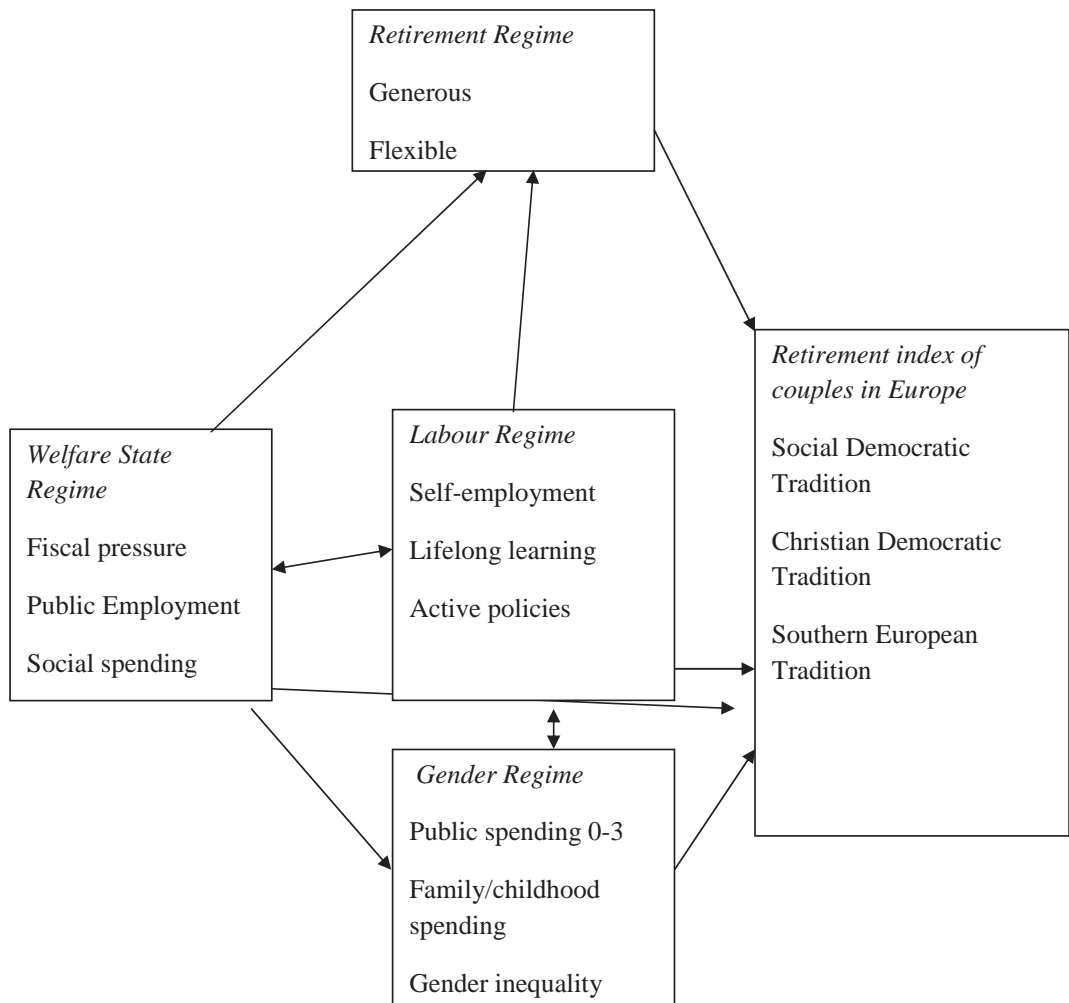 Retirement Regime
Generous
Flexible
Welfare State
Regime
Fiscal pressure
Public Employment
Social spending
Labour Regime
Self-employment
Lifelong learning
Active policies
Gender Regime
Public spending 0-3
Family/childhood
spending
Gender inequality
Retirement index of
couples in Europe
Social Democratic
Tradition
Christian Democratic
Tradition
Southern European
Tradition